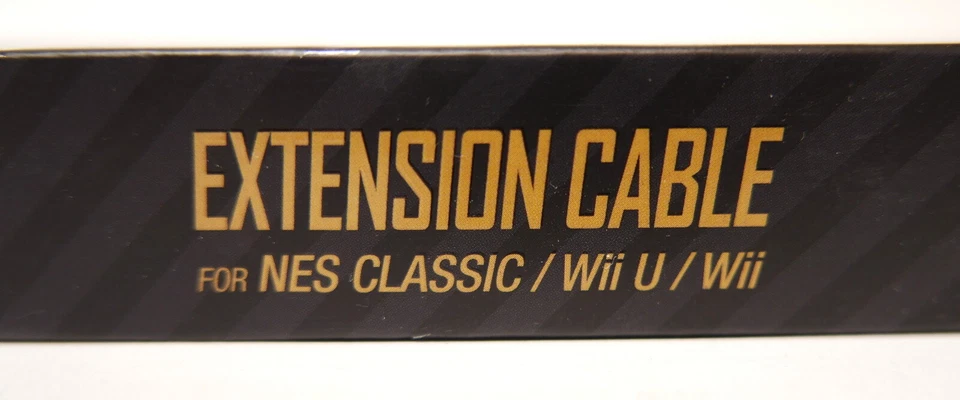 EXTENSION CABLE
FOR NES CLASSIC / Wii U / Wii